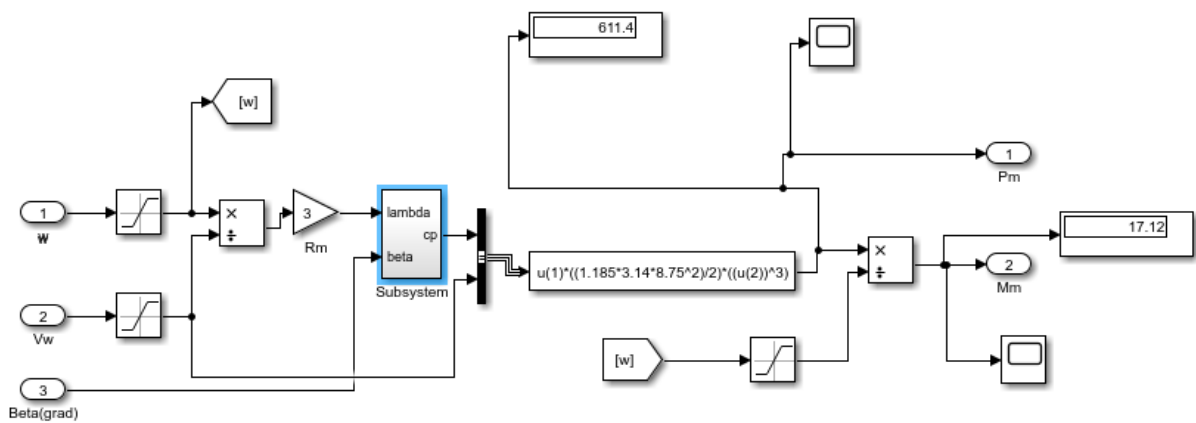 611.4
[w]
1
Pm
1
w
×
÷
3
Rm
lambda
cp
beta
Subsystem
u(1)*((1.185*3.14*8.75^2)/2)*((u(2))^3)
×
÷
17.12
2
Mm
2
Vw
[w]
3
Beta(grad)